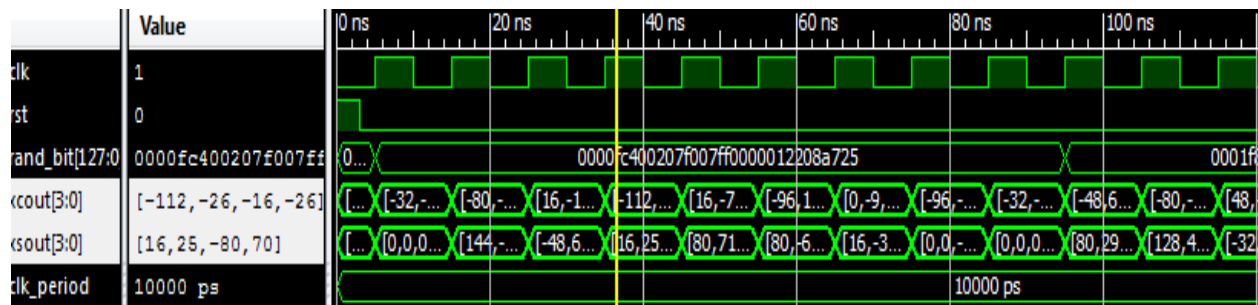 Value
0 ns 20 ns 40 ns 60 ns 80 ns 100 ns
clk 1
rst 0
rand_bit[127:0 0000fc400207f007ff 0... 0000fc400207f007ff0000012208a725 0001f8
xcout[3:0] [-112,-26,-16,-26] [... [-32,-... [-80,-... [16,-1... [-112,... [16,-7... [-96,1... [0,-9,... [-96,-... [-32,-... [-48,6... [-80,-... [48,
xsout[3:0] [16,25,-80,70] [... [0,0,0... [144,-... [-48,6... [16,25... [80,71... [80,-6... [16,-3... [0,0,-... [0,0,0... [80,29... [128,4... [-32
clk_period 10000 ps 10000 ps